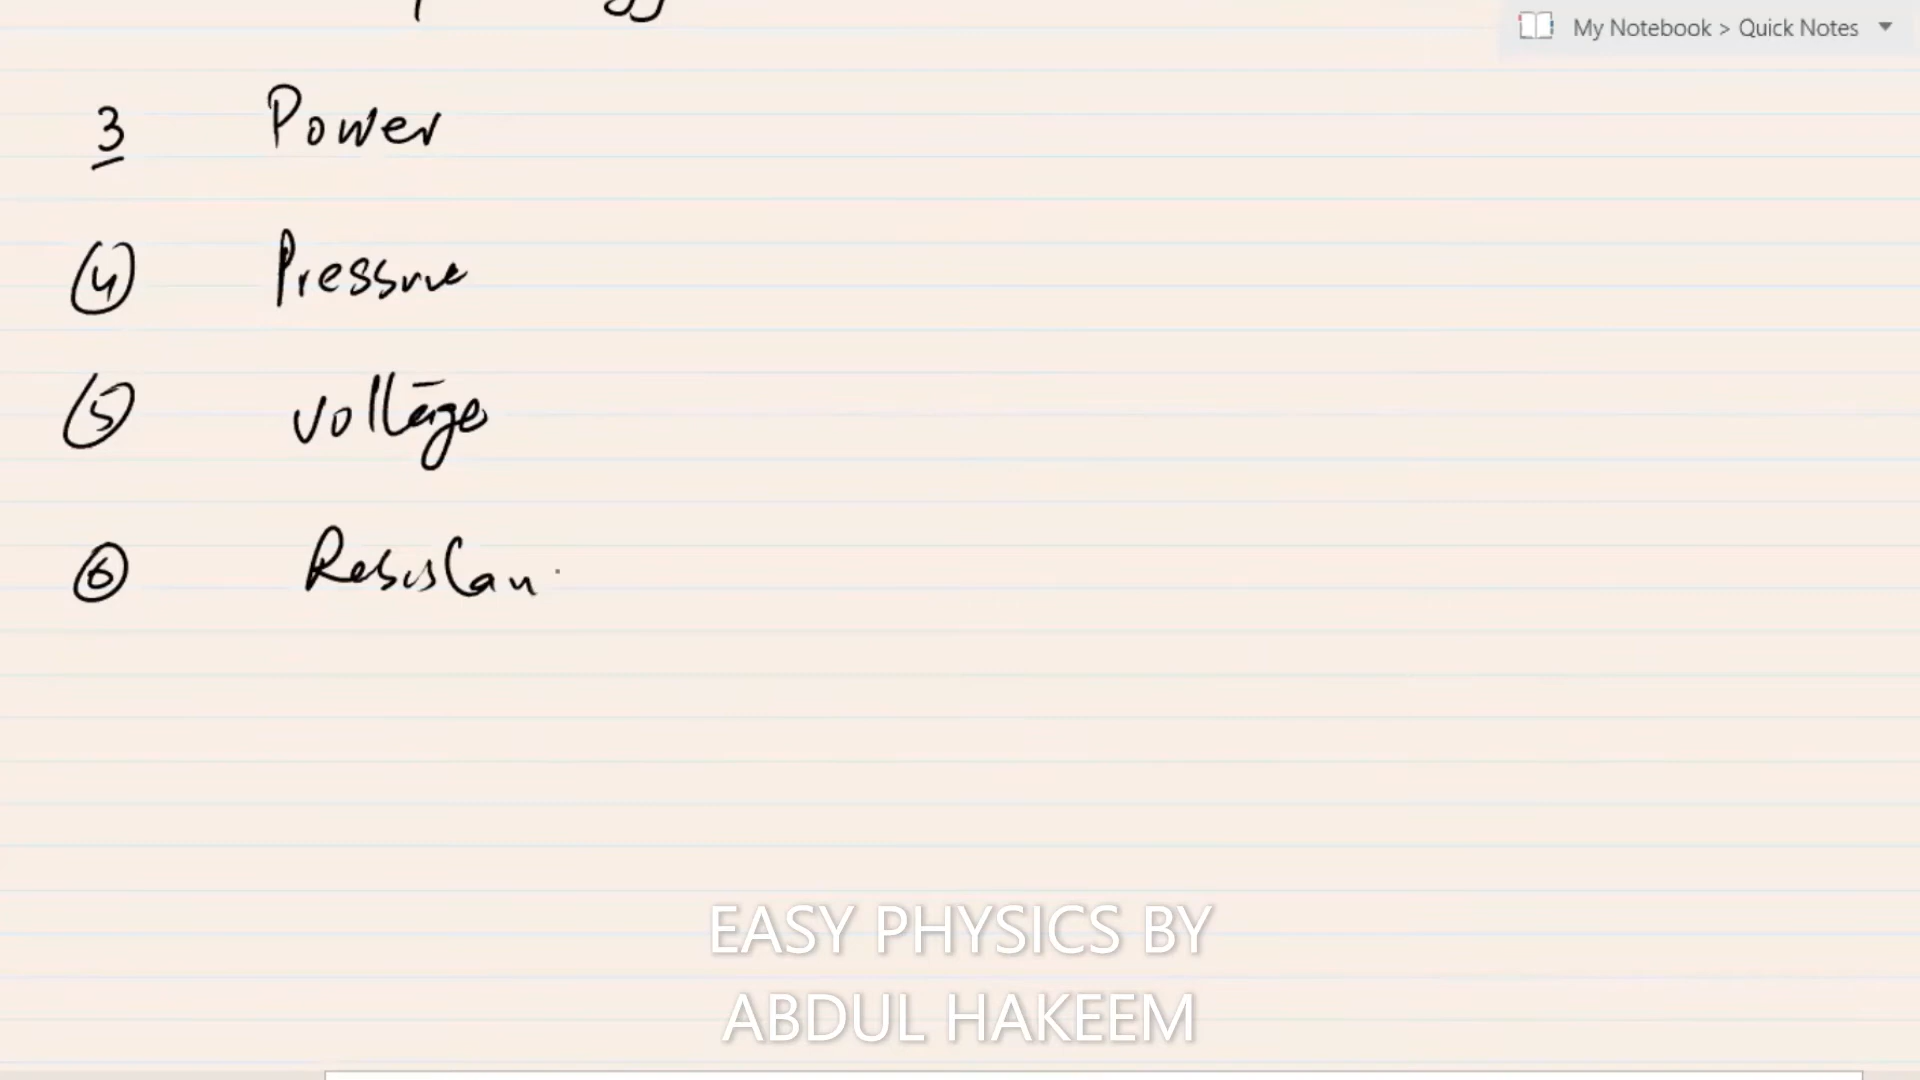 My Notebook > Quick Notes
3 Power
4 Pressure
5 Voltage
6 Resistan
EASY PHYSICS BY
ABDUL HAKEEM